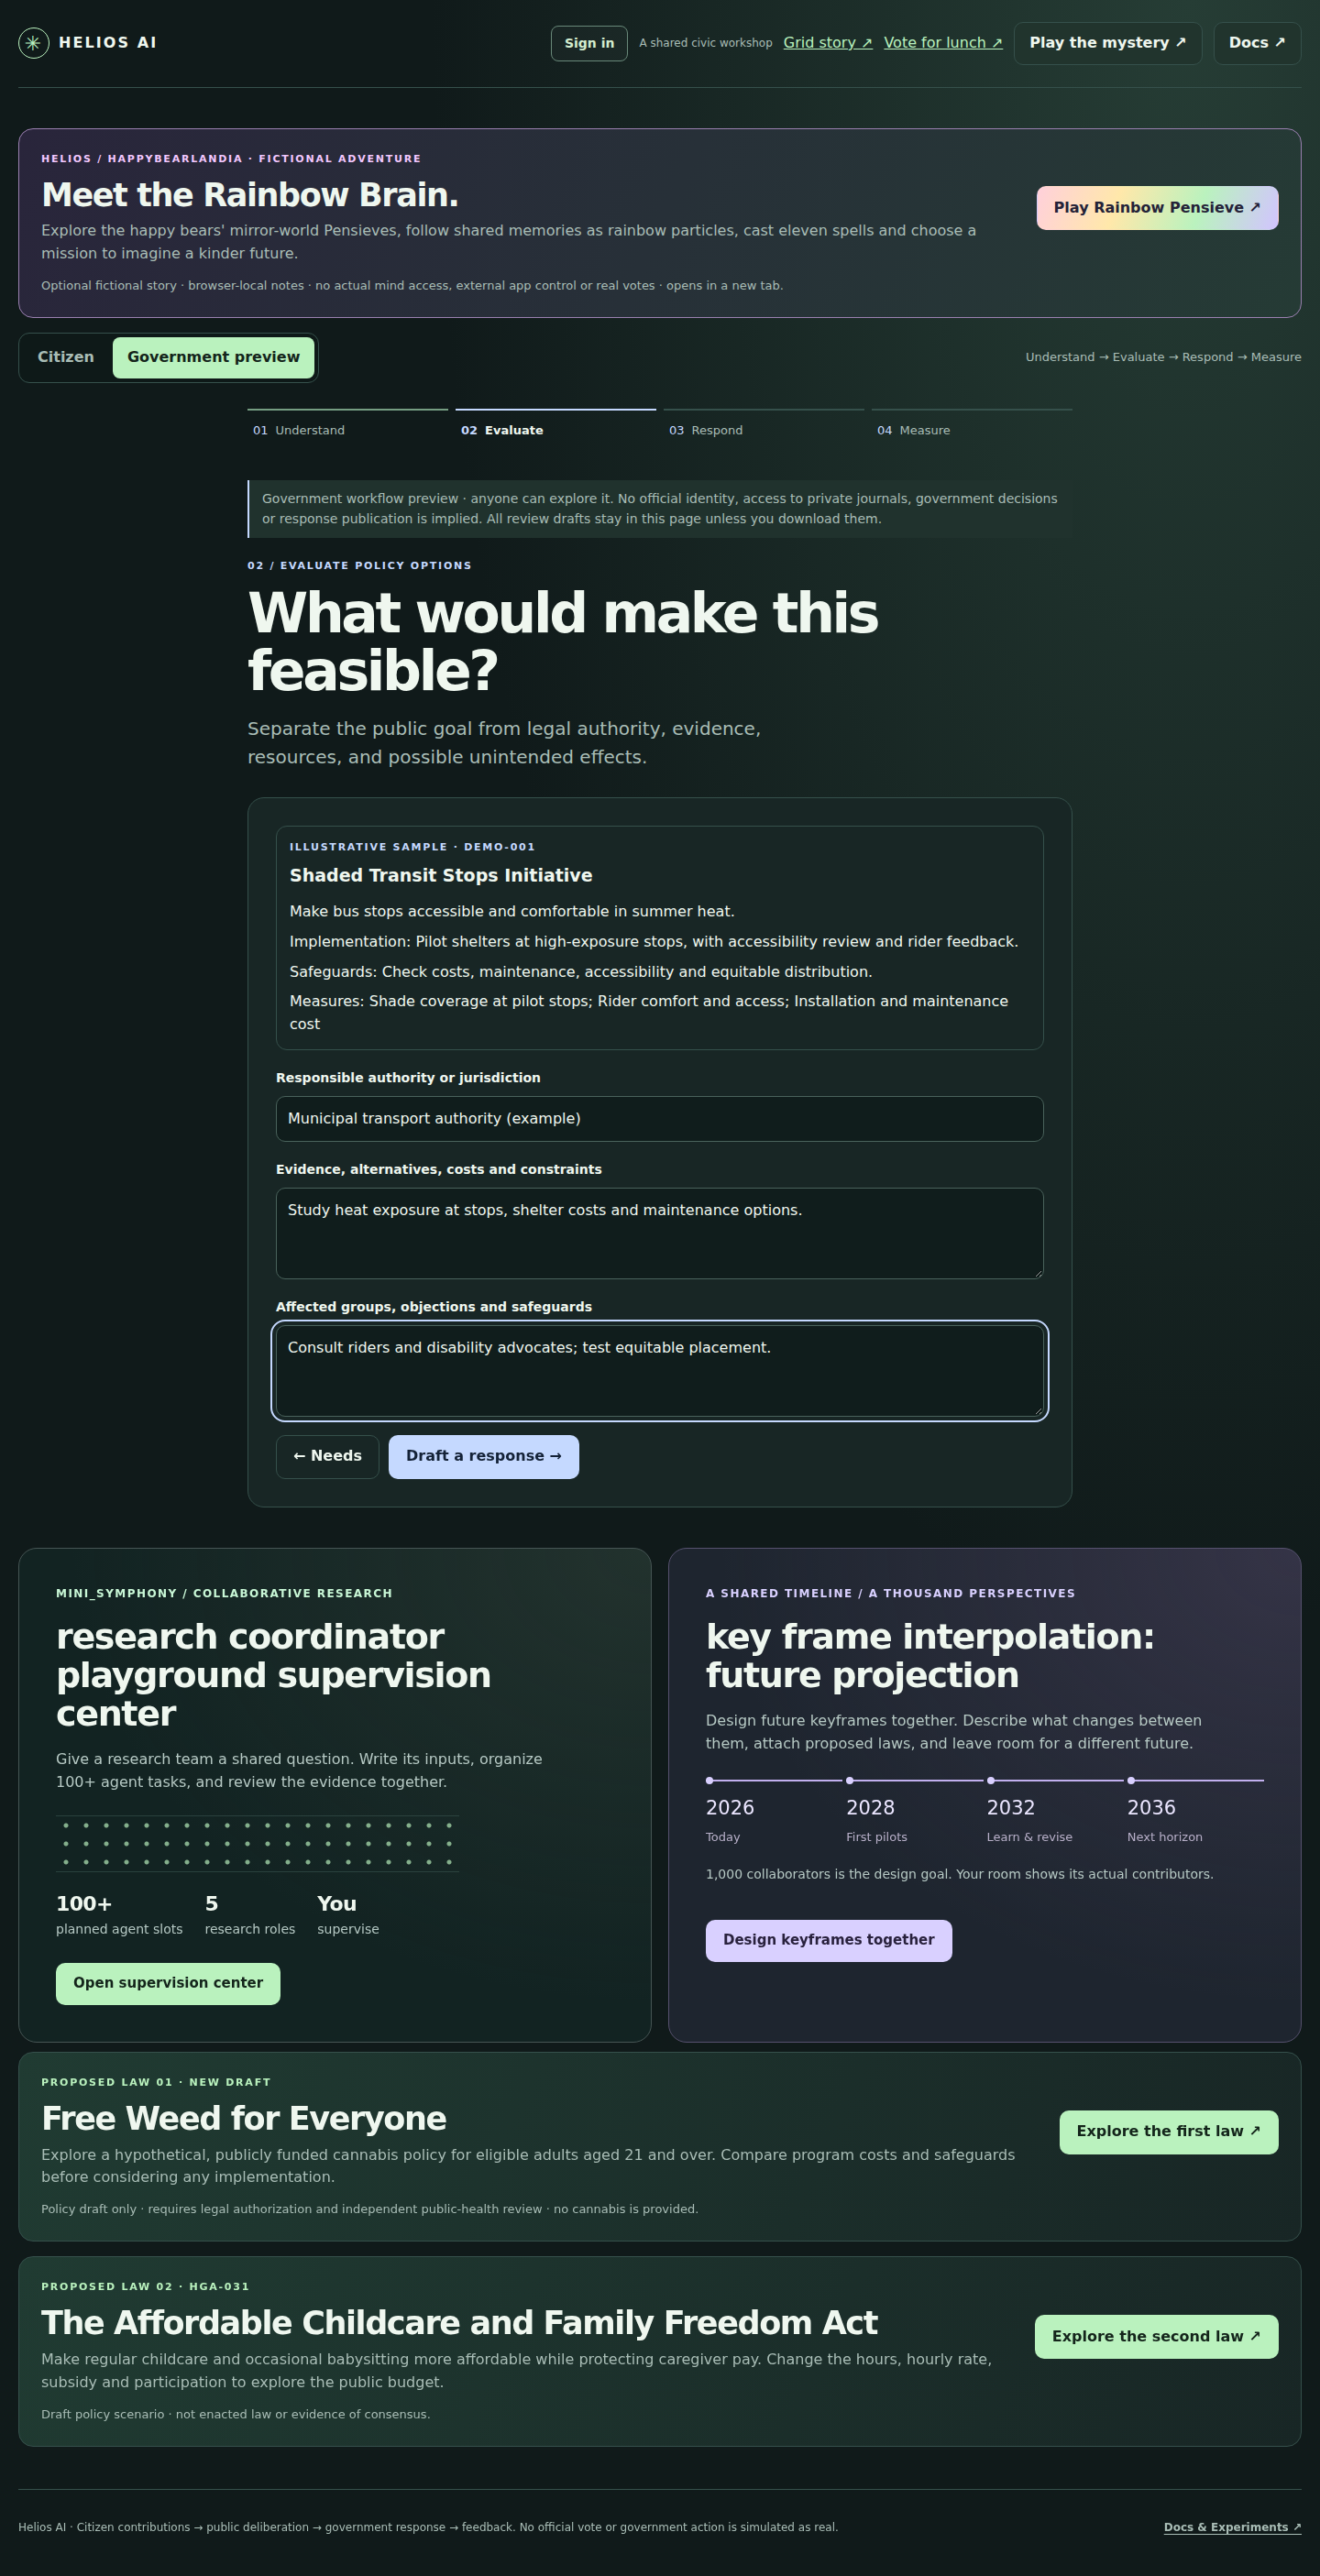 HELIOS AI
Sign in
A shared civic workshop
Grid story ↗
Vote for lunch ↗
Play the mystery ↗
Docs ↗
HELIOS / HAPPYBEARLANDIA · FICTIONAL ADVENTURE
Meet the Rainbow Brain.
Explore the happy bears' mirror-world Pensieves, follow shared memories as rainbow particles, cast eleven spells and choose a
mission to imagine a kinder future.
Optional fictional story · browser-local notes · no actual mind access, external app control or real votes · opens in a new tab.
Play Rainbow Pensieve ↗
Citizen
Government preview
Understand → Evaluate → Respond → Measure
01 Understand
02 Evaluate
03 Respond
04 Measure
Government workflow preview · anyone can explore it. No official identity, access to private journals, government decisions
or response publication is implied. All review drafts stay in this page unless you download them.
02 / EVALUATE POLICY OPTIONS
What would make this
feasible?
Separate the public goal from legal authority, evidence,
resources, and possible unintended effects.
ILLUSTRATIVE SAMPLE · DEMO-001
Shaded Transit Stops Initiative
Make bus stops accessible and comfortable in summer heat.
Implementation: Pilot shelters at high-exposure stops, with accessibility review and rider feedback.
Safeguards: Check costs, maintenance, accessibility and equitable distribution.
Measures: Shade coverage at pilot stops; Rider comfort and access; Installation and maintenance
cost
Responsible authority or jurisdiction
Municipal transport authority (example)
Evidence, alternatives, costs and constraints
Study heat exposure at stops, shelter costs and maintenance options.
Affected groups, objections and safeguards
Consult riders and disability advocates; test equitable placement.
← Needs
Draft a response →
MINI_SYMPHONY / COLLABORATIVE RESEARCH
research coordinator
playground supervision
center
Give a research team a shared question. Write its inputs, organize
100+ agent tasks, and review the evidence together.
100+
planned agent slots
5
research roles
You
supervise
Open supervision center
A SHARED TIMELINE / A THOUSAND PERSPECTIVES
key frame interpolation:
future projection
Design future keyframes together. Describe what changes between
them, attach proposed laws, and leave room for a different future.
2026
Today
2028
First pilots
2032
Learn & revise
2036
Next horizon
1,000 collaborators is the design goal. Your room shows its actual contributors.
Design keyframes together
PROPOSED LAW 01 · NEW DRAFT
Free Weed for Everyone
Explore a hypothetical, publicly funded cannabis policy for eligible adults aged 21 and over. Compare program costs and safeguards
before considering any implementation.
Policy draft only · requires legal authorization and independent public-health review · no cannabis is provided.
Explore the first law ↗
PROPOSED LAW 02 · HGA-031
The Affordable Childcare and Family Freedom Act
Make regular childcare and occasional babysitting more affordable while protecting caregiver pay. Change the hours, hourly rate,
subsidy and participation to explore the public budget.
Draft policy scenario · not enacted law or evidence of consensus.
Explore the second law ↗
Helios AI · Citizen contributions → public deliberation → government response → feedback. No official vote or government action is simulated as real.
Docs & Experiments ↗